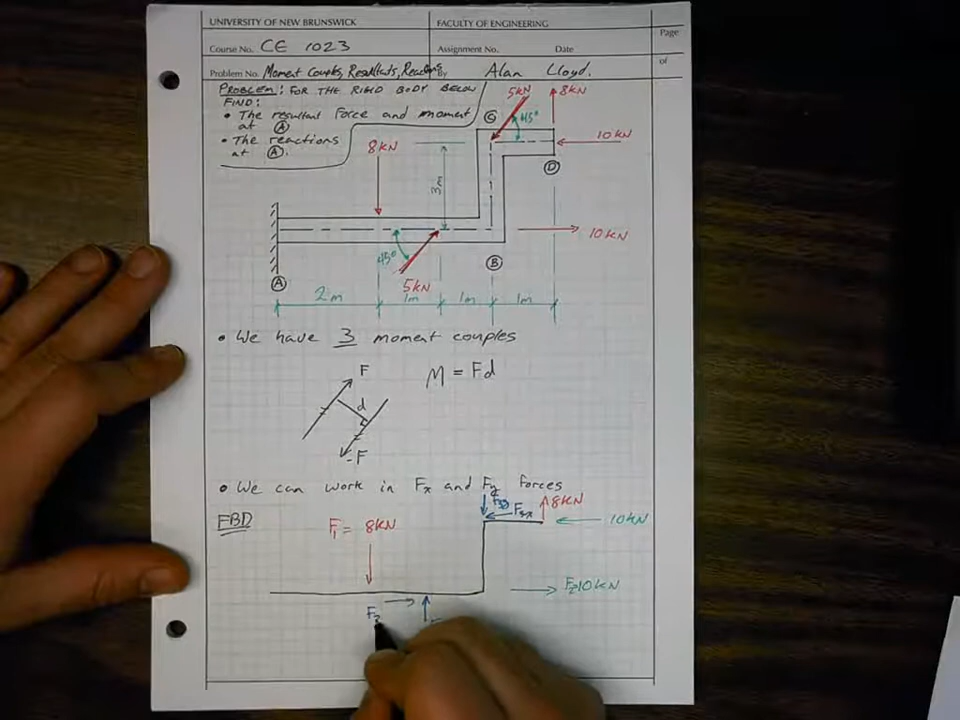 UNIVERSITY OF NEW BRUNSWICK FACULTY OF ENGINEERING Page
Course No. CE 1023 Assignment No. Date
of
Problem No. Moment Couples, Resultants, Reactions By Alan Lloyd.
PROBLEM: FOR THE RIGID BODY BELOW
FIND:
• The resultant Force and moment
at A
• The reactions
at A.
5kN 8kN
45°
10 kN
8kN
3m
D
10kN
45°
B
A
5kN
2m 1m 1m 1m
• We have 3 moment couples
F
M = Fd
d
-F
• We can work in Fx and Fy Forces
FBD
F1 = 8KN
8KN
10kN
F2=10KN
F3